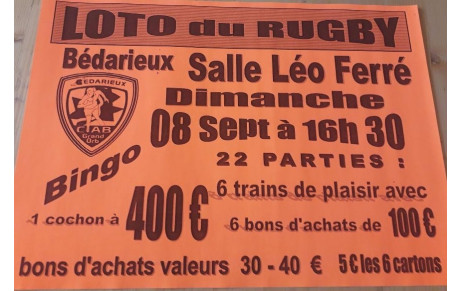 LOTO du RUGBY
Bédarieux Salle Léo Ferré
Dimanche
BEDARIEUX
CIAB
Grand
Orb
08 Sept à 16h 30
22 PARTIES :
Bingo
6 trains de plaisir avec
1 cochon à 400 €
6 bons d'achats de 100 €
bons d'achats valeurs 30 - 40 € 5€ les 6 cartons